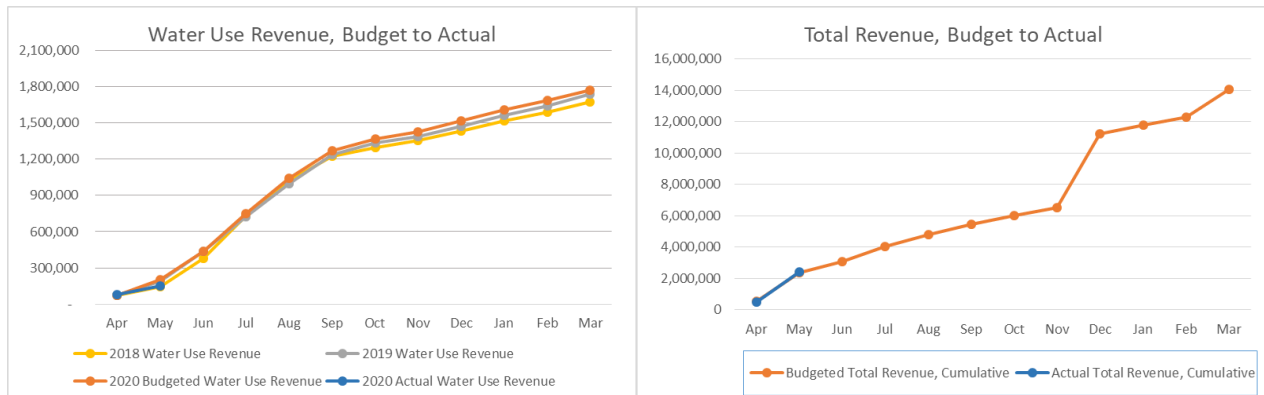 Water Use Revenue, Budget to Actual
2,100,000
1,800,000
1,500,000
1,200,000
900,000
600,000
300,000
-
Apr May Jun Jul Aug Sep Oct Nov Dec Jan Feb Mar
2018 Water Use Revenue 2019 Water Use Revenue
2020 Budgeted Water Use Revenue 2020 Actual Water Use Revenue
Total Revenue, Budget to Actual
16,000,000
14,000,000
12,000,000
10,000,000
8,000,000
6,000,000
4,000,000
2,000,000
0
Apr May Jun Jul Aug Sep Oct Nov Dec Jan Feb Mar
Budgeted Total Revenue, Cumulative Actual Total Revenue, Cumulative